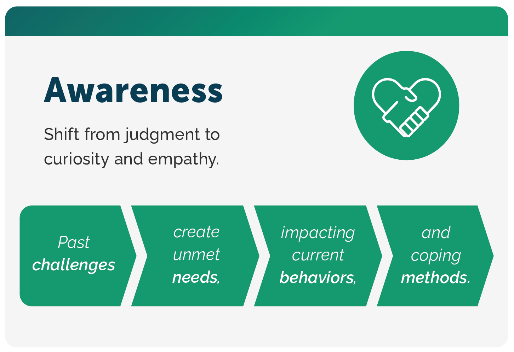 Awareness
Shift from judgment to
curiosity and empathy.
Past
challenges
create
unmet
needs,
impacting
current
behaviors,
and
coping
methods.